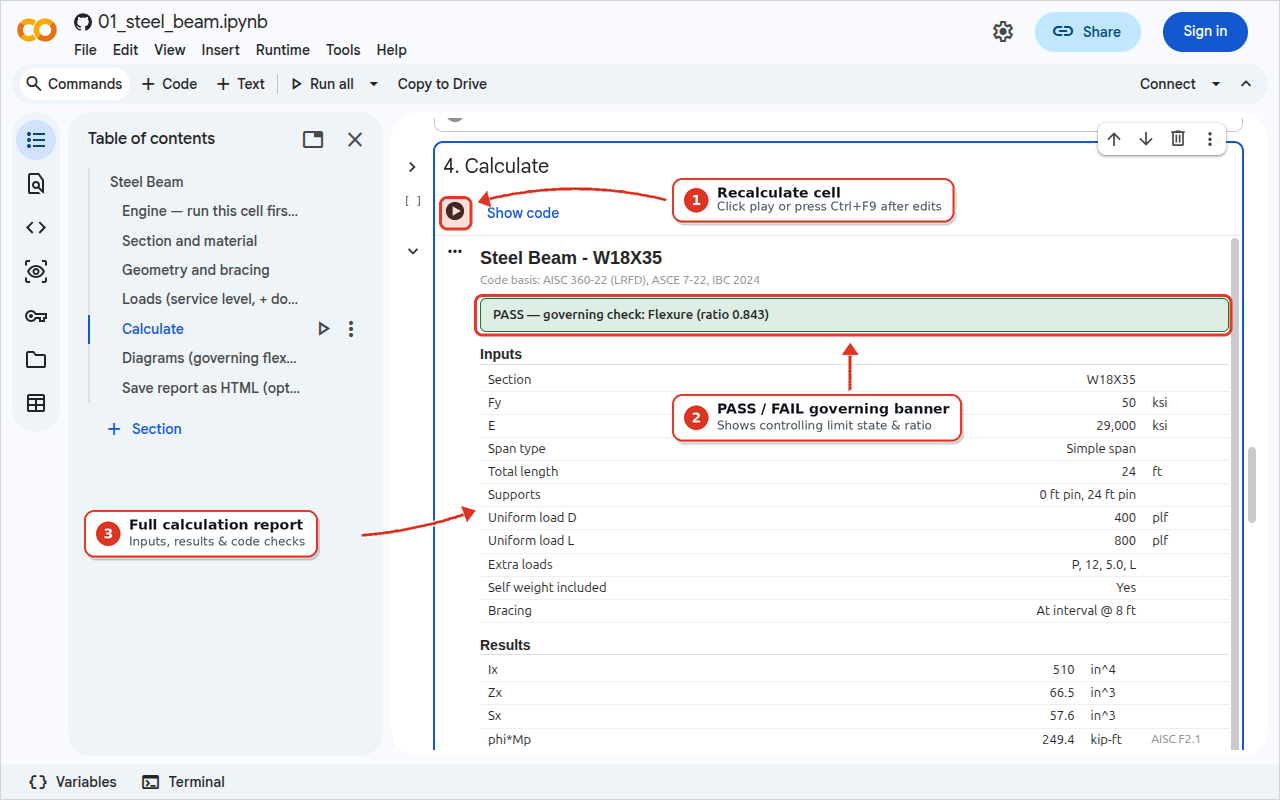 01_steel_beam.ipynb
File Edit View Insert Runtime Tools Help
Share
Sign in
Commands + Code + Text Run all Copy to Drive
Connect
Table of contents
Steel Beam
Engine — run this cell firs...
Section and material
Geometry and bracing
Loads (service level, + do...
Calculate
Diagrams (governing flex...
Save report as HTML (opt...
+ Section
3 Full calculation report
Inputs, results & code checks
4. Calculate
[ ]
Show code
1 Recalculate cell
Click play or press Ctrl+F9 after edits
Steel Beam - W18X35
Code basis: AISC 360-22 (LRFD), ASCE 7-22, IBC 2024
PASS — governing check: Flexure (ratio 0.843)
2 PASS / FAIL governing banner
Shows controlling limit state & ratio
Inputs
Section W18X35
Fy 50 ksi
E 29,000 ksi
Span type Simple span
Total length 24 ft
Supports 0 ft pin, 24 ft pin
Uniform load D 400 plf
Uniform load L 800 plf
Extra loads P, 12, 5.0, L
Self weight included Yes
Bracing At interval @ 8 ft
Results
Ix 510 in^4
Zx 66.5 in^3
Sx 57.6 in^3
phi*Mp 249.4 kip-ft AISC F2.1
Variables Terminal